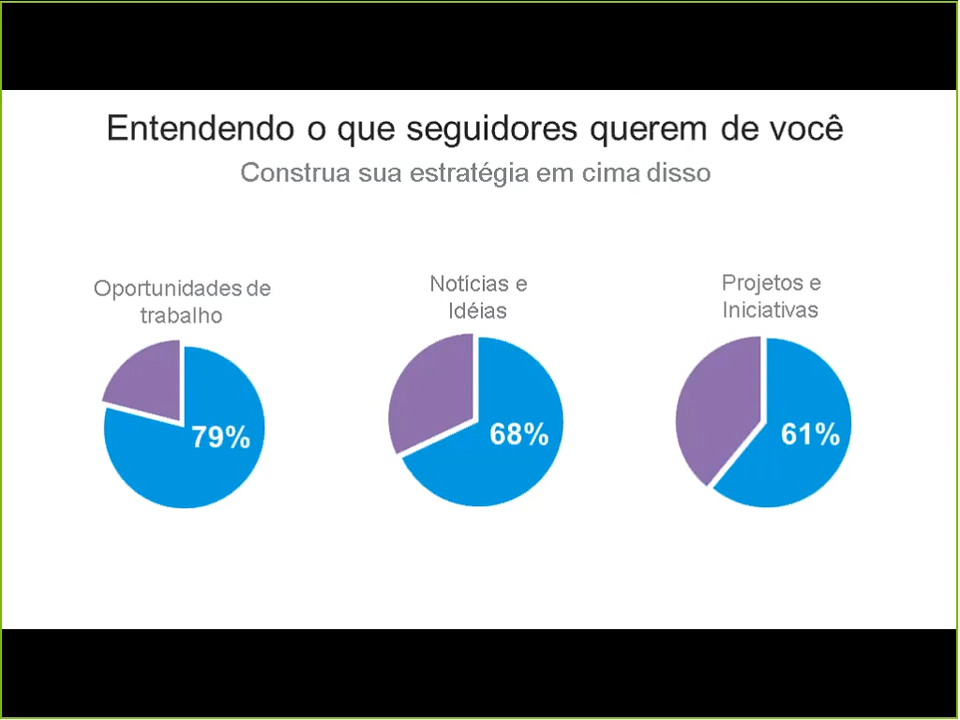 Entendendo o que seguidores querem de você
Construa sua estratégia em cima disso
Oportunidades de
trabalho
79%
Notícias e
Idéias
68%
Projetos e
Iniciativas
61%